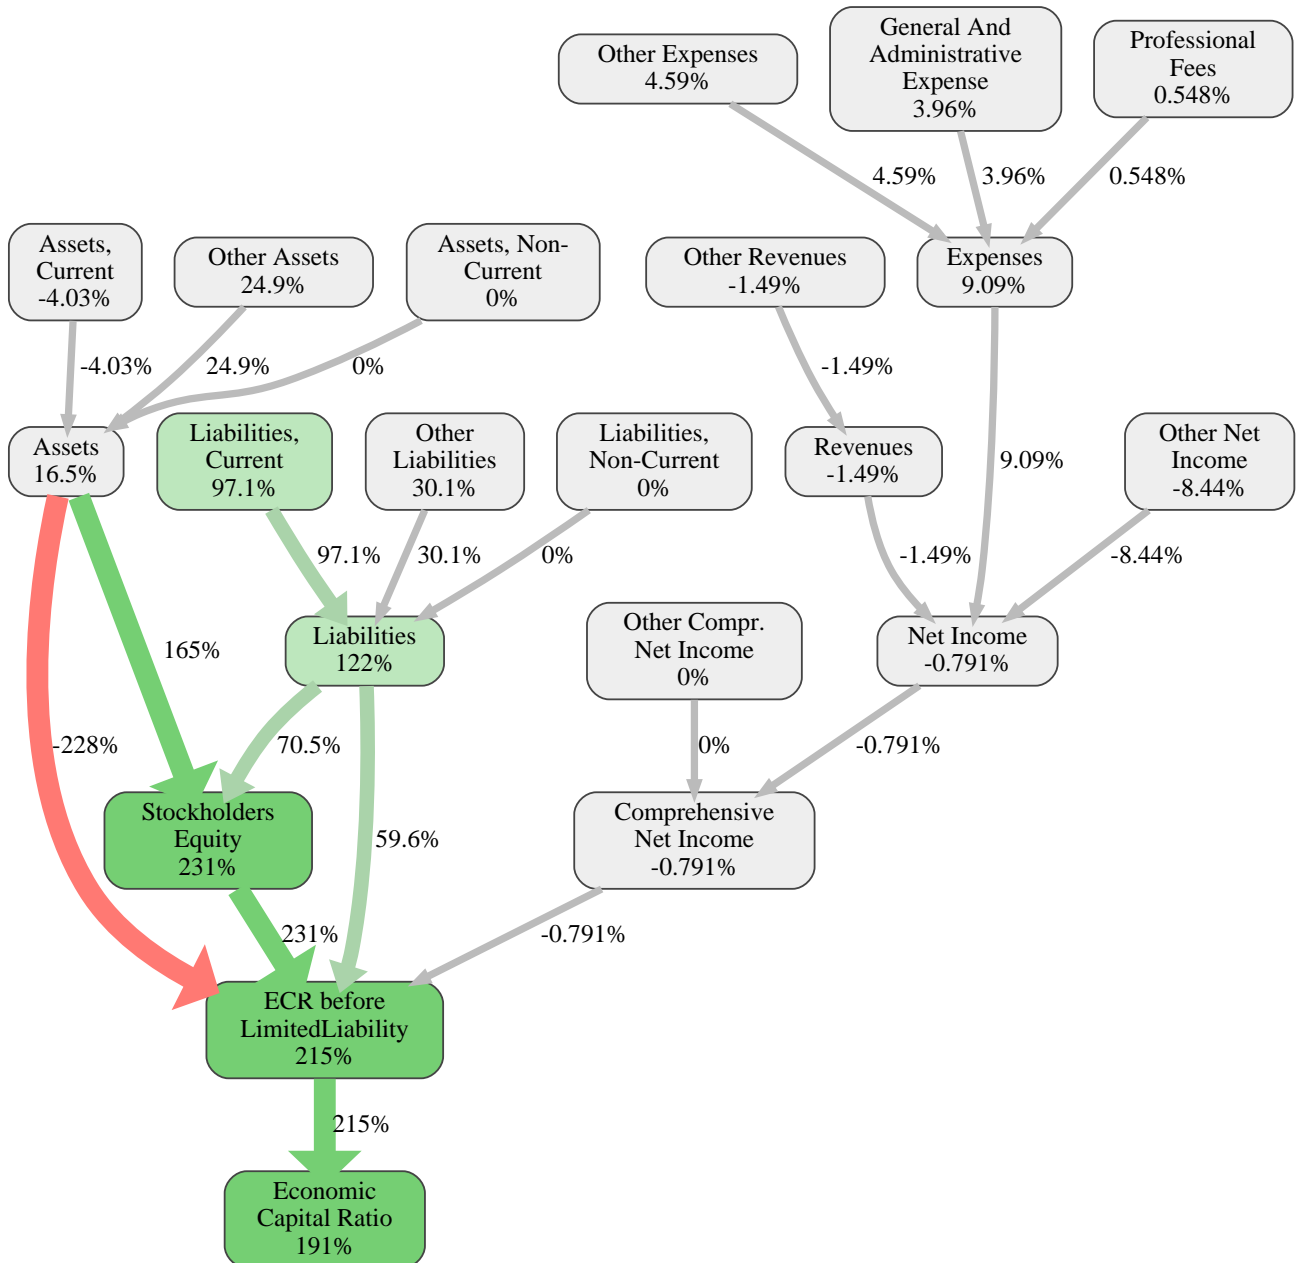 Other Expenses
4.59%
General And
Administrative
Expense
3.96%
Professional
Fees
0.548%
4.59%
3.96%
0.548%
Assets,
Current
-4.03%
Other Assets
24.9%
Assets, Non-
Current
0%
Other Revenues
-1.49%
Expenses
9.09%
-4.03%
24.9%
0%
-1.49%
Assets
16.5%
Liabilities,
Current
97.1%
Other
Liabilities
30.1%
Liabilities,
Non-Current
0%
Revenues
-1.49%
9.09%
Other Net
Income
-8.44%
97.1%
30.1%
0%
-1.49%
-8.44%
165%
Liabilities
122%
Other Compr.
Net Income
0%
Net Income
-0.791%
-228%
70.5%
0%
-0.791%
Stockholders
Equity
231%
59.6%
Comprehensive
Net Income
-0.791%
231%
-0.791%
ECR before
LimitedLiability
215%
215%
Economic
Capital Ratio
191%